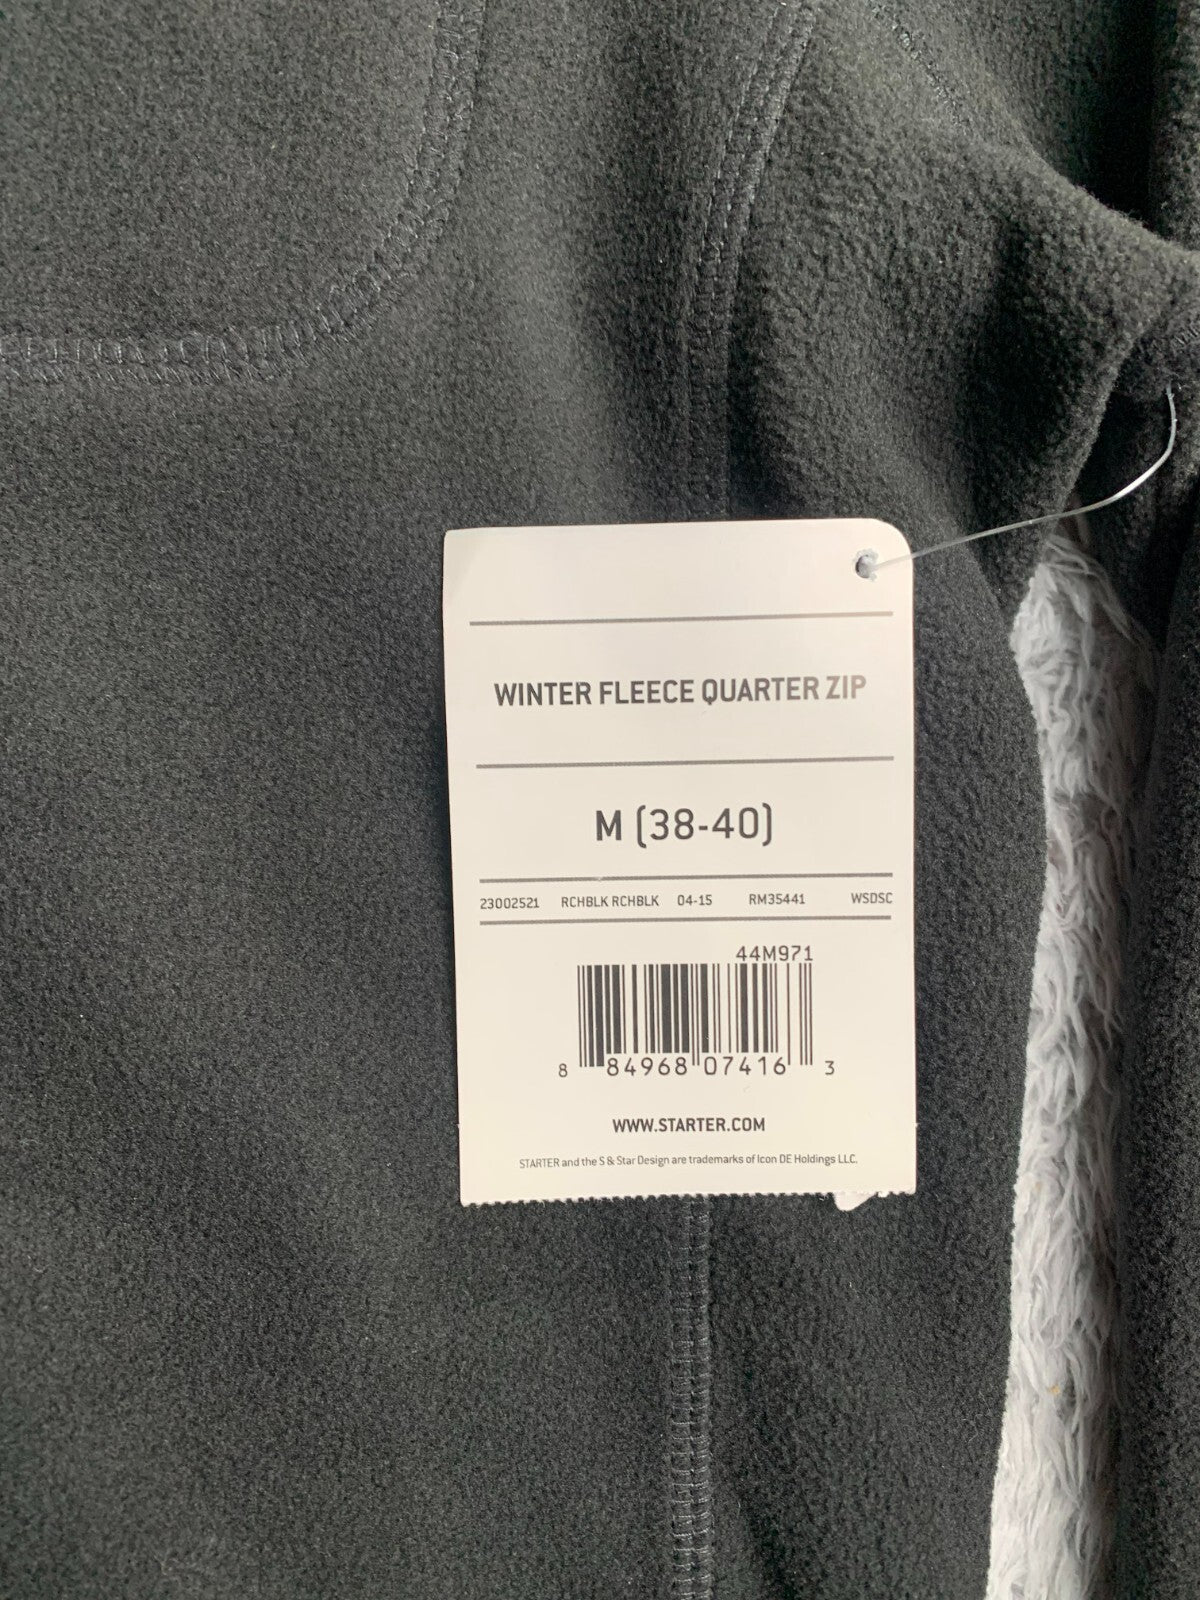 WINTER FLEECE QUARTER ZIP
M (38-40)
23002521 RCHBLK RCHBLK 04-15 RM35441 WSDSC
44M971
8 84968 07416 3
WWW.STARTER.COM
STARTER and the S & Star Design are trademarks of Icon DE Holdings LLC.